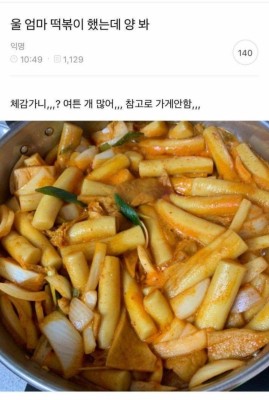 울 엄마 떡볶이 했는데 양 봐
익명
10:49 1,129
140
체감가니,,,? 여튼 개 많어,,, 참고로 가게안함,,,